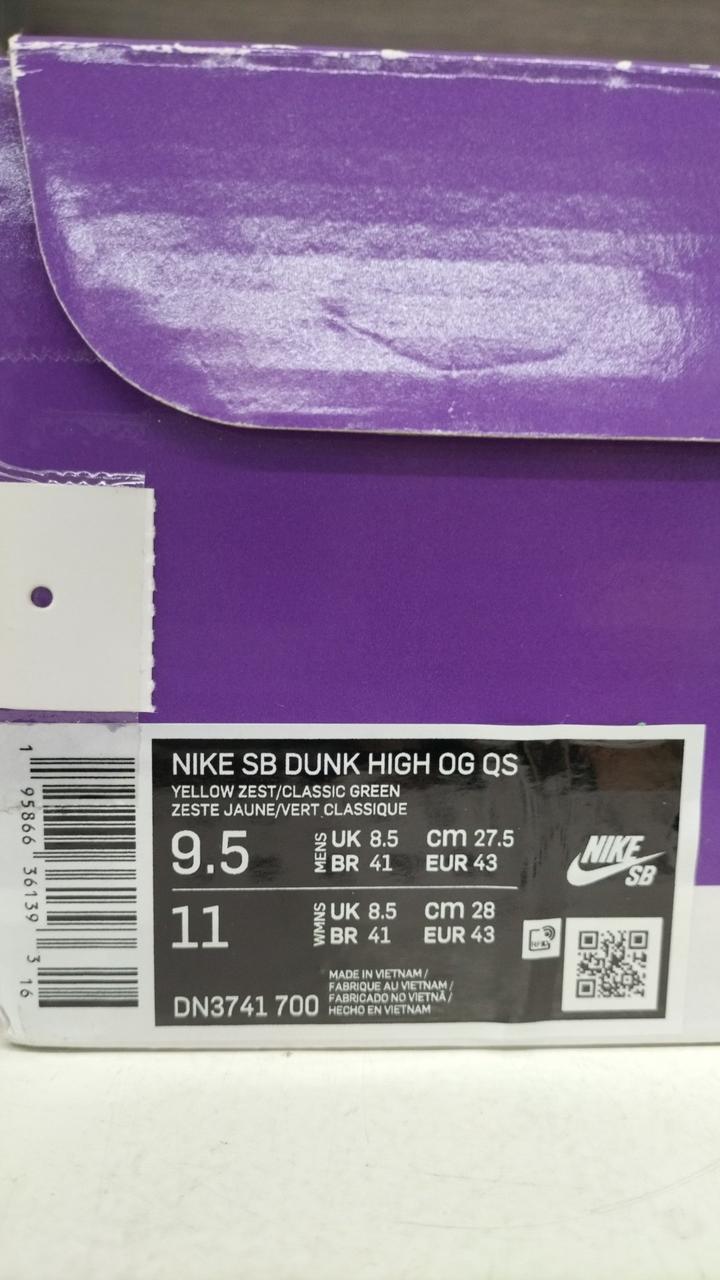 NIKE SB DUNK HIGH OG QS
YELLOW ZEST/CLASSIC GREEN
ZESTE JAUNE/VERT CLASSIQUE
9.5 MENS UK 8.5 cm 27.5
BR 41 EUR 43
11 WMNS UK 8.5 cm 28
BR 41 EUR 43
NIKE
SB
RFID
DN3741 700
MADE IN VIETNAM /
FABRIQUE AU VIETNAM /
FABRICADO NO VIETNÃ /
HECHO EN VIETNAM
1 95866 36139 3 16